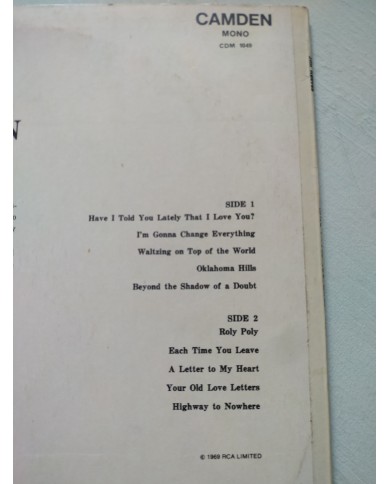 CAMDEN
MONO
CDM 1049
N
SIDE 1
Have I Told You Lately That I Love You?
I'm Gonna Change Everything
Waltzing on Top of the World
Oklahoma Hills
Beyond the Shadow of a Doubt
SIDE 2
Roly Poly
Each Time You Leave
A Letter to My Heart
Your Old Love Letters
Highway to Nowhere
© 1969 RCA LIMITED